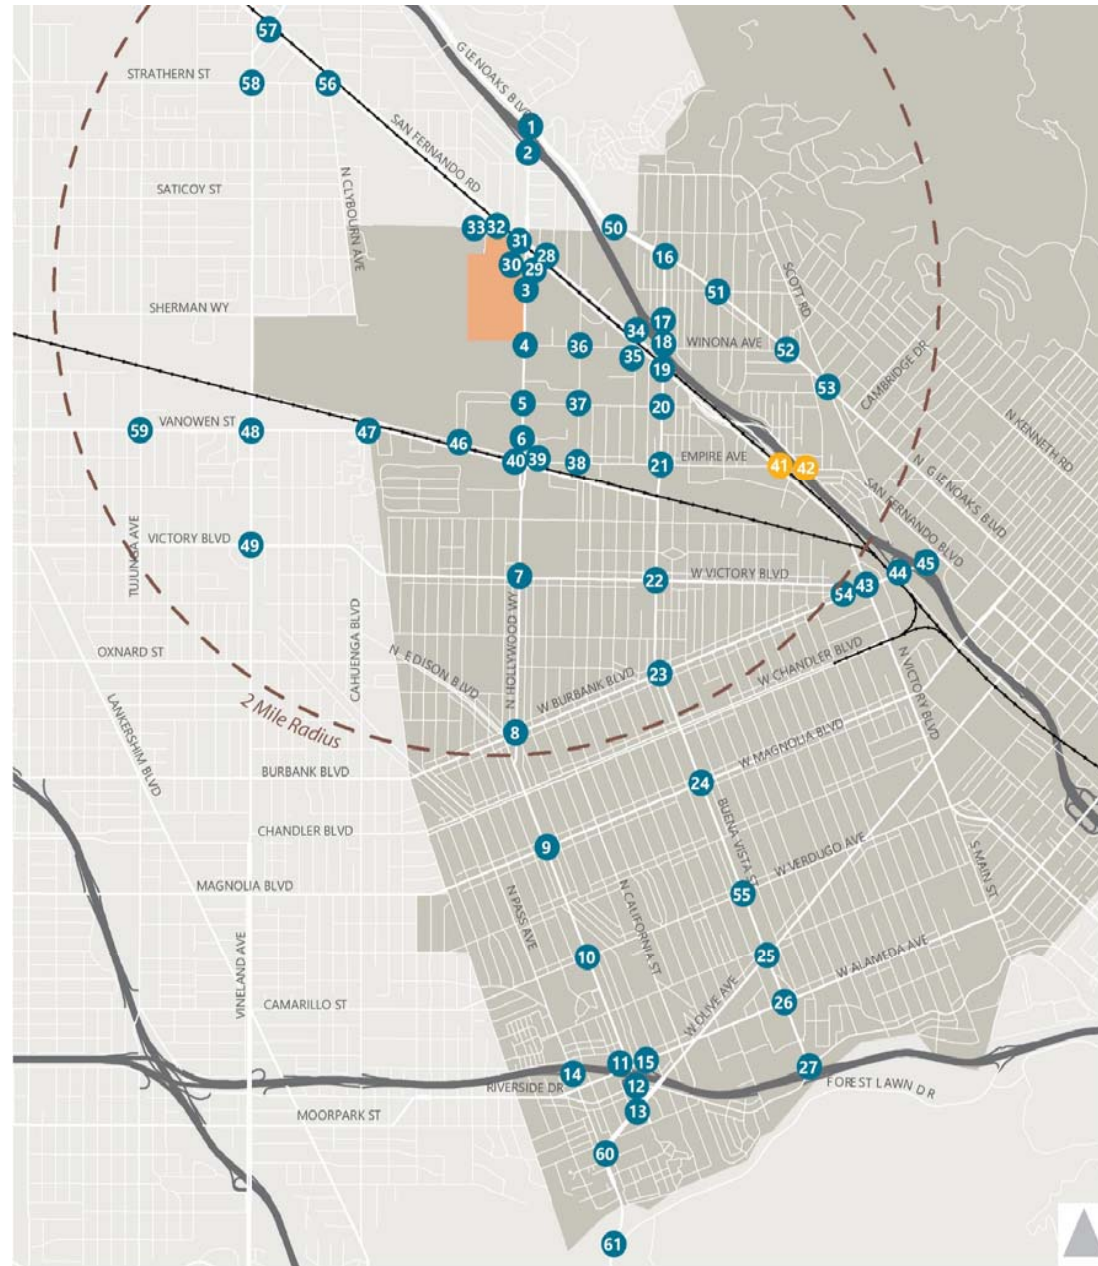 57
GLENOAKS BLVD
STRATHERN ST
58
56
1
SAN FERNANDO RD
2
SATICOY ST
N CLYBOURN AVE
33
32
31
50
28
16
30
29
SCOTT RD
3
51
SHERMAN WY
17
34
4
36
18
WINONA AVE
52
35
19
CAMBRIDGE DR
53
5
37
20
N KENNETH RD
59
VANOWEN ST
48
47
46
6
40
39
38
21
EMPIRE AVE
41
42
N GLENOAKS BLVD
SAN FERNANDO BLVD
TUJUNGA AVE
VICTORY BLVD
49
45
44
7
22
W VICTORY BLVD
43
54
CAHUENGA BLVD
N HOLLYWOOD WY
OXNARD ST
N EDISON BLVD
W BURBANK BLVD
23
W CHANDLER BLVD
N VICTORY BLVD
LANKERSHIM BLVD
2 Mile Radius
8
W MAGNOLIA BLVD
BURBANK BLVD
24
BUENA VISTA ST
CHANDLER BLVD
9
W VERDUGO AVE
S MAIN ST
MAGNOLIA BLVD
N PASS AVE
N CALIFORNIA ST
55
VINELAND AVE
10
25
W ALAMEDA AVE
W OLIVE AVE
CAMARILLO ST
26
11
15
14
27
RIVERSIDE DR
12
FOREST LAWN DR
MOORPARK ST
13
60
61